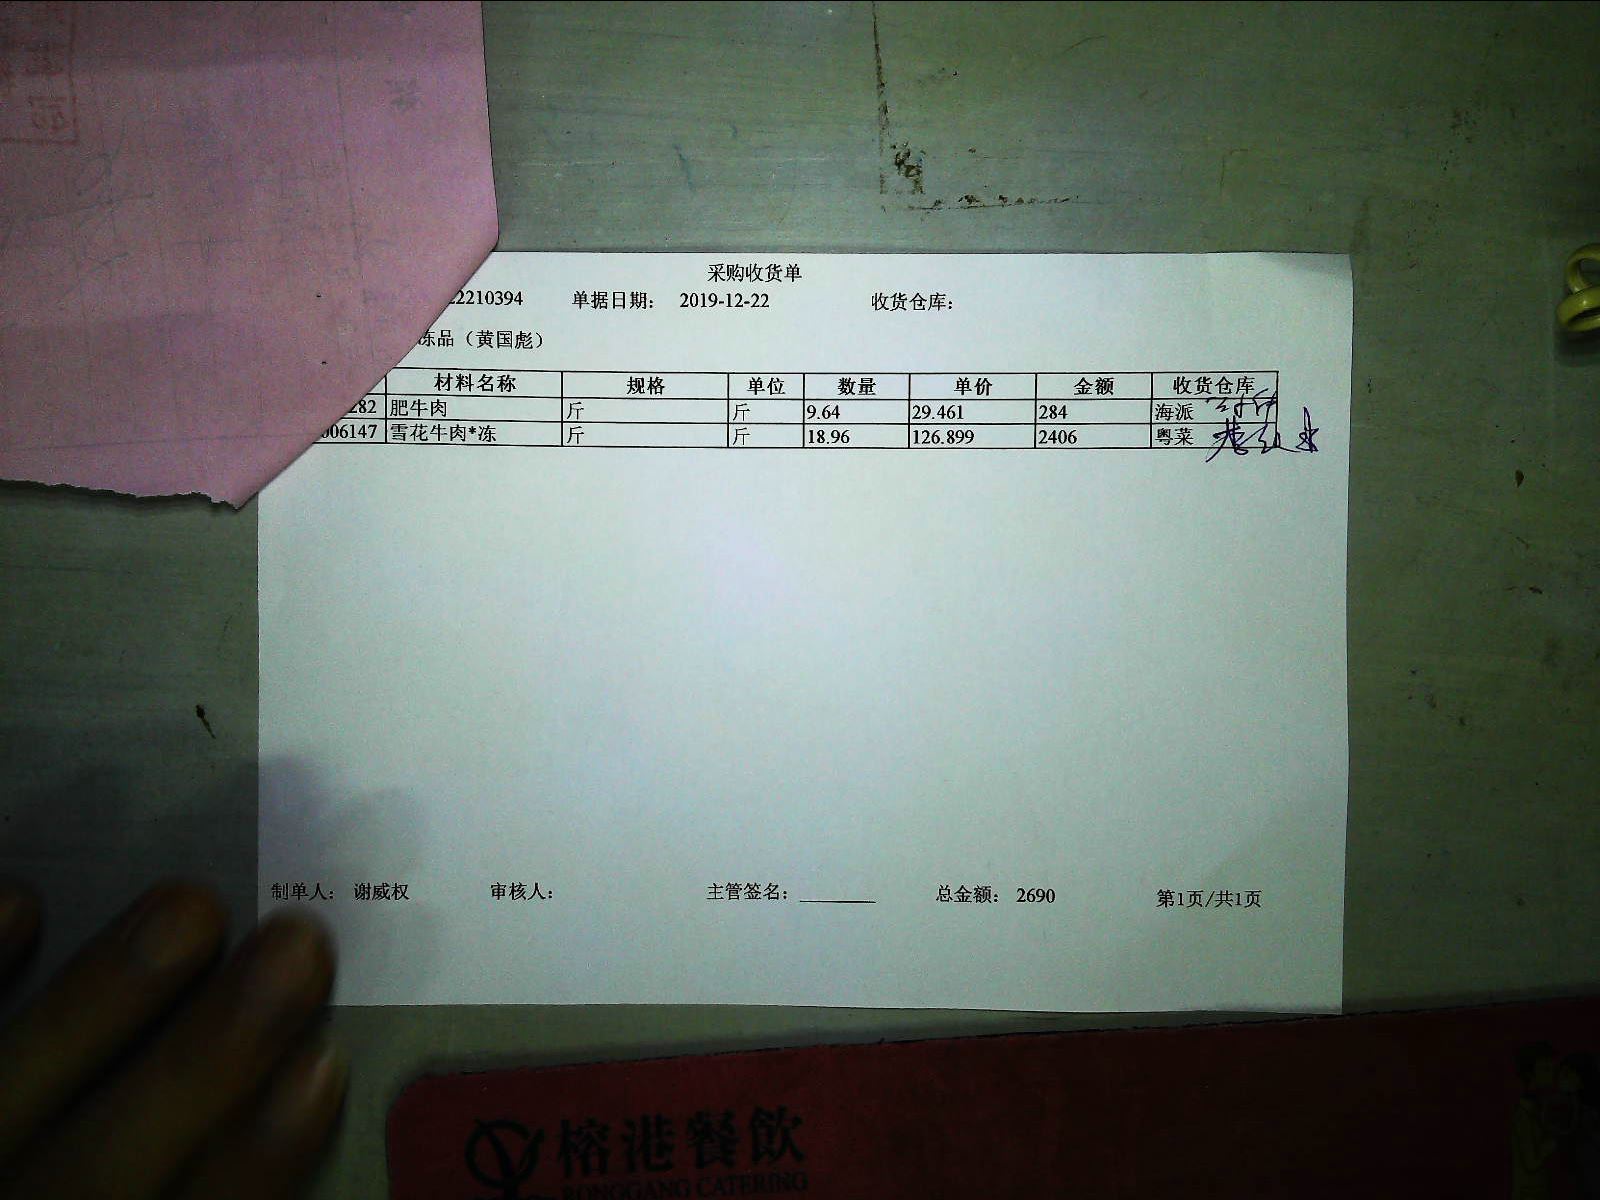 采购收货单
22210394 单据日期： 2019-12-22 收货仓库：
冻品（黄国彪）
材料名称 规格 单位 数量 单价 金额 收货仓库
282 肥牛肉 斤 斤 9.64 29.461 284 海派
006147 雪花牛肉*冻 斤 斤 18.96 126.899 2406 粤菜
制单人： 谢威权 审核人： 主管签名： 总金额： 2690 第1页/共1页
榕港餐飲
RONGGANG CATERING